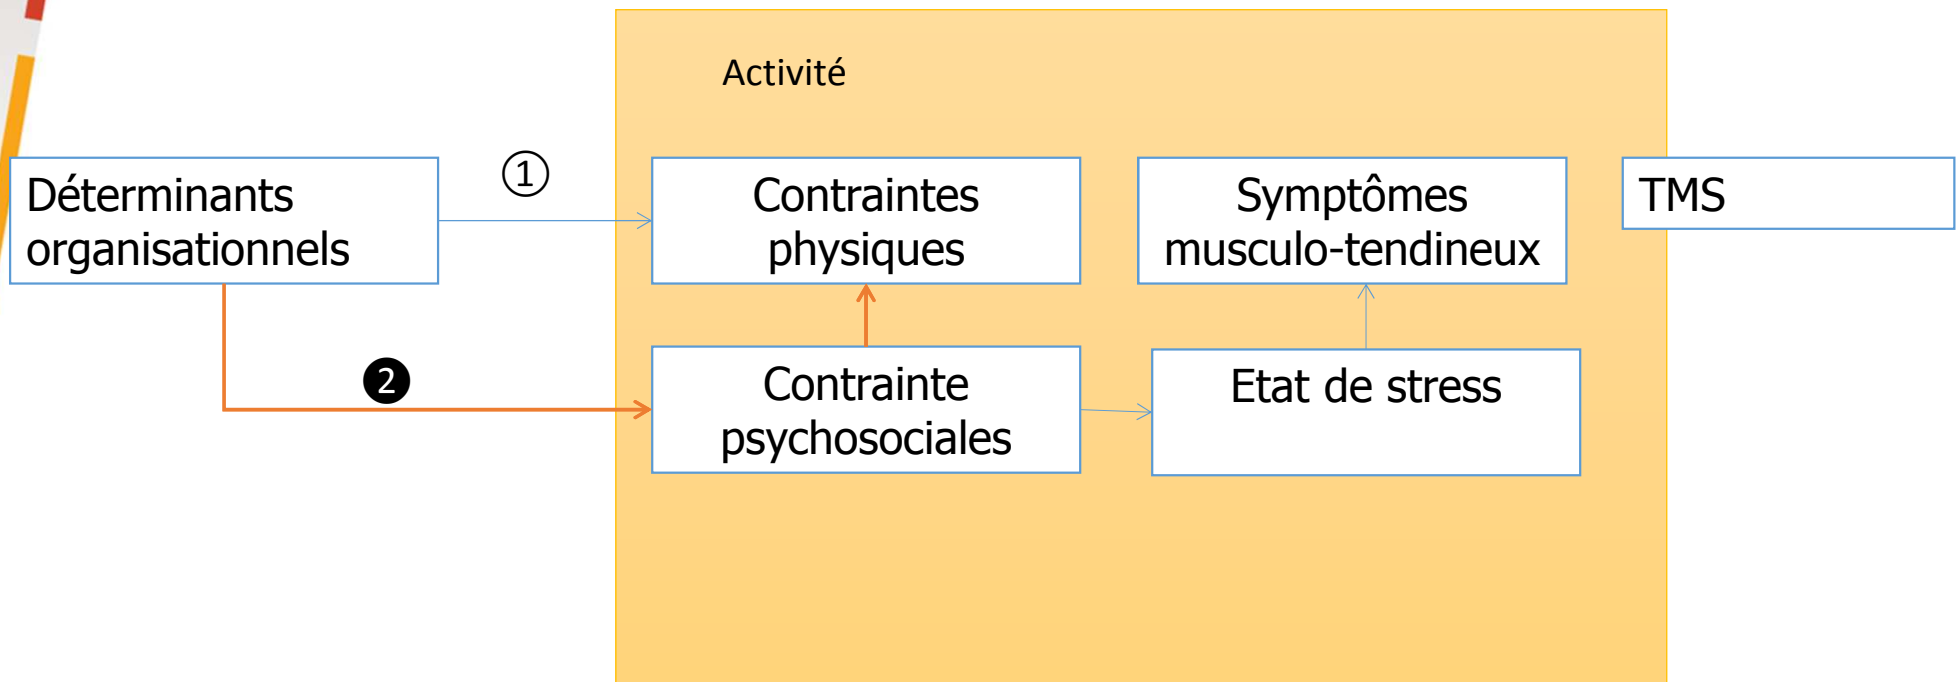 Activité
Déterminants
organisationnels
①
Contraintes
physiques
Symptômes
musculo-tendineux
TMS
❷
Contrainte
psychosociales
Etat de stress